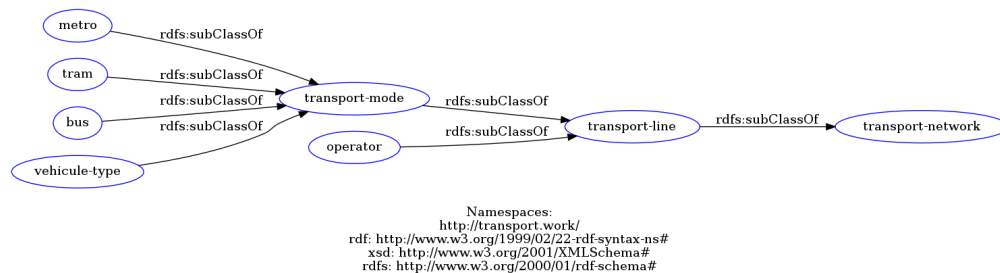 metro
rdfs:subClassOf
tram
rdfs:subClassOf
bus
rdfs:subClassOf
vehicule-type
rdfs:subClassOf
transport-mode
rdfs:subClassOf
operator
rdfs:subClassOf
transport-line
rdfs:subClassOf
transport-network
Namespaces:
http://transport.work/
rdf: http://www.w3.org/1999/02/22-rdf-syntax-ns#
xsd: http://www.w3.org/2001/XMLSchema#
rdfs: http://www.w3.org/2000/01/rdf-schema#